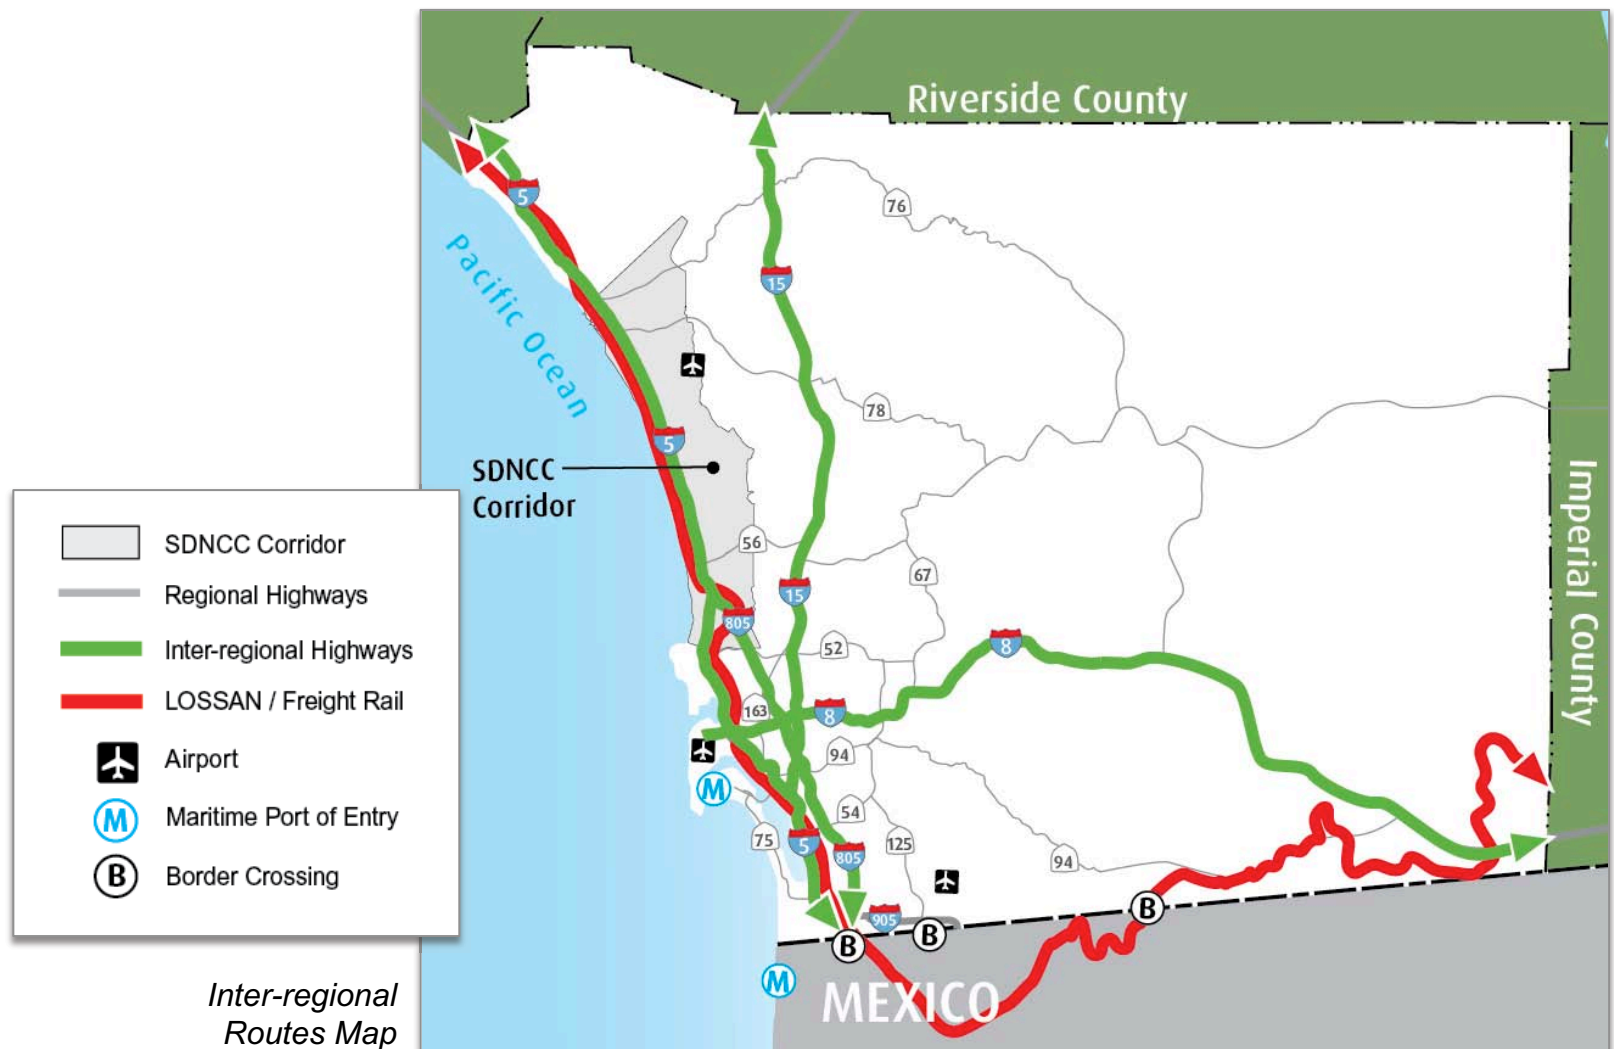 Riverside County
5
76
Pacific Ocean
15
78
5
SDNCC
Corridor
Imperial County
56
67
15
805
52
8
163
8
94
M
54
75
5
805
125
94
905
B
B
B
M
MEXICO
SDNCC Corridor
Regional Highways
Inter-regional Highways
LOSSAN / Freight Rail
Airport
M
Maritime Port of Entry
B
Border Crossing
Inter-regional
Routes Map